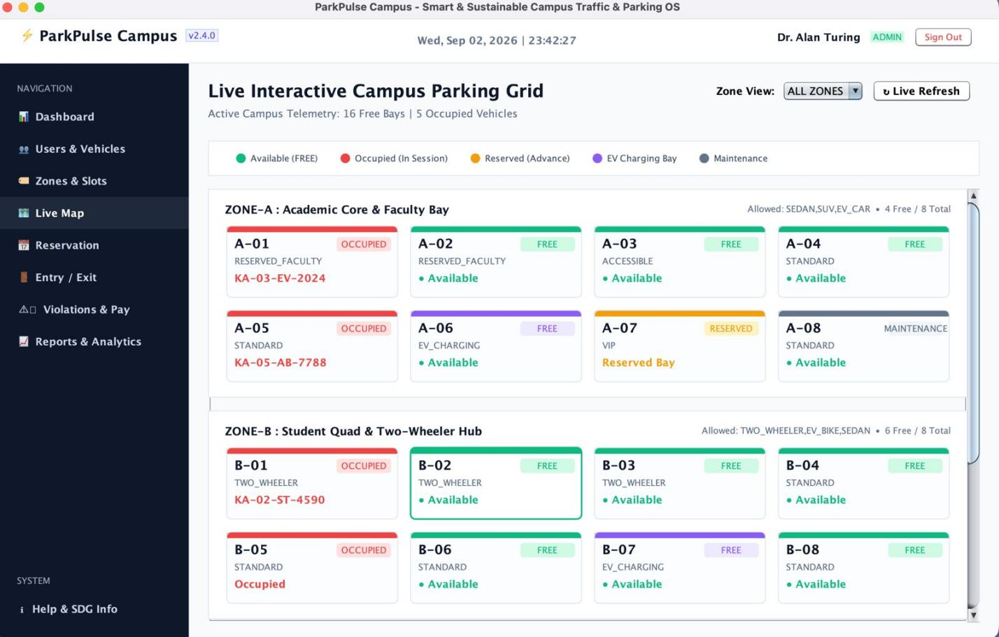 ParkPulse Campus - Smart & Sustainable Campus Traffic & Parking OS
⚡ ParkPulse Campus v2.4.0
Wed, Sep 02, 2026 | 23:42:27
Dr. Alan Turing ADMIN Sign Out
NAVIGATION
Dashboard
Users & Vehicles
Zones & Slots
Live Map
Reservation
Entry / Exit
Violations & Pay
Reports & Analytics
SYSTEM
i Help & SDG Info
Live Interactive Campus Parking Grid
Zone View: ALL ZONES ▼ ↻ Live Refresh
Active Campus Telemetry: 16 Free Bays | 5 Occupied Vehicles
Available (FREE) Occupied (In Session) Reserved (Advance) EV Charging Bay Maintenance
ZONE-A : Academic Core & Faculty Bay Allowed: SEDAN,SUV,EV_CAR • 4 Free / 8 Total
A-01 OCCUPIED A-02 FREE A-03 FREE A-04 FREE
RESERVED_FACULTY RESERVED_FACULTY ACCESSIBLE STANDARD
KA-03-EV-2024 • Available • Available • Available
A-05 OCCUPIED A-06 FREE A-07 RESERVED A-08 MAINTENANCE
STANDARD EV_CHARGING VIP STANDARD
KA-05-AB-7788 • Available Reserved Bay • Available
ZONE-B : Student Quad & Two-Wheeler Hub Allowed: TWO_WHEELER,EV_BIKE,SEDAN • 6 Free / 8 Total
B-01 OCCUPIED B-02 FREE B-03 FREE B-04 FREE
TWO_WHEELER TWO_WHEELER TWO_WHEELER STANDARD
KA-02-ST-4590 • Available • Available • Available
B-05 OCCUPIED B-06 FREE B-07 FREE B-08 FREE
STANDARD STANDARD EV_CHARGING STANDARD
Occupied • Available • Available • Available